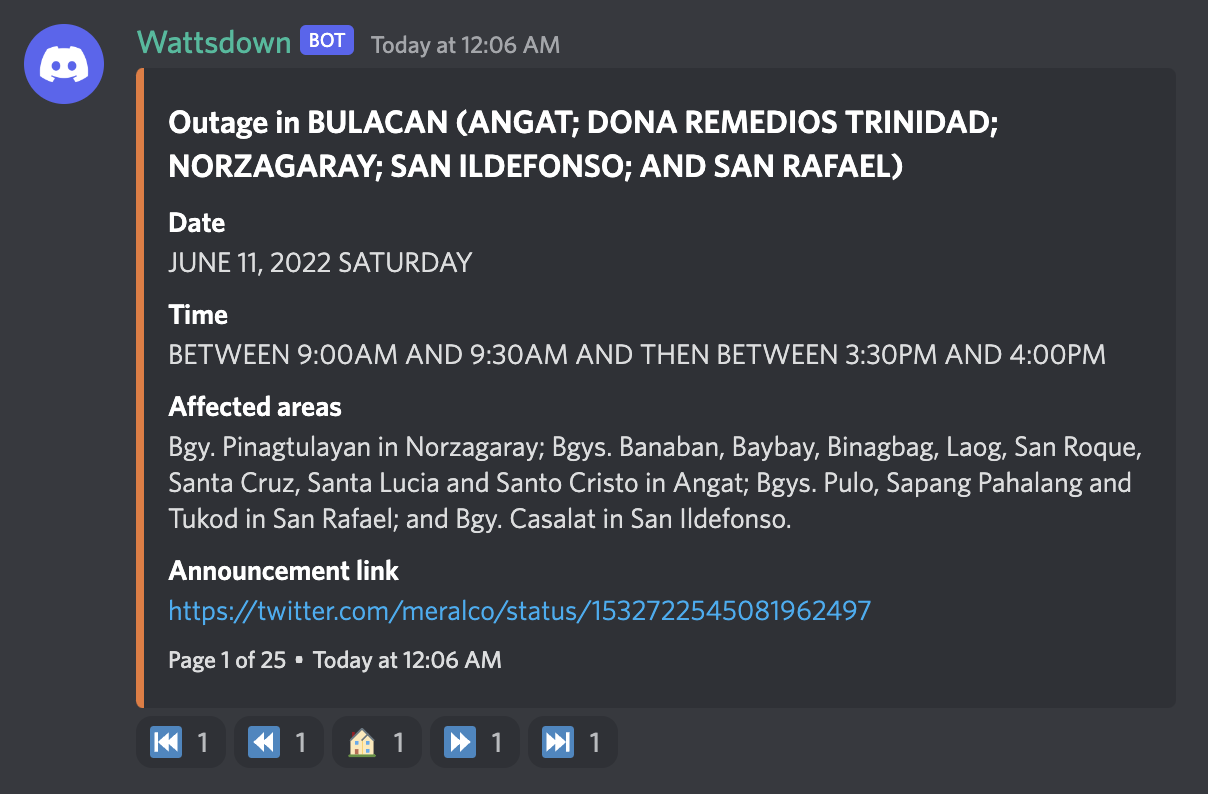 Wattsdown BOT Today at 12:06 AM
Outage in BULACAN (ANGAT; DONA REMEDIOS TRINIDAD;
NORZAGARAY; SAN ILDEFONSO; AND SAN RAFAEL)
Date
JUNE 11, 2022 SATURDAY
Time
BETWEEN 9:00AM AND 9:30AM AND THEN BETWEEN 3:30PM AND 4:00PM
Affected areas
Bgy. Pinagtulayan in Norzagaray; Bgys. Banaban, Baybay, Binagbag, Laog, San Roque,
Santa Cruz, Santa Lucia and Santo Cristo in Angat; Bgys. Pulo, Sapang Pahalang and
Tukod in San Rafael; and Bgy. Casalat in San Ildefonso.
Announcement link
https://twitter.com/meralco/status/1532722545081962497
Page 1 of 25 • Today at 12:06 AM
1 1 1 1 1